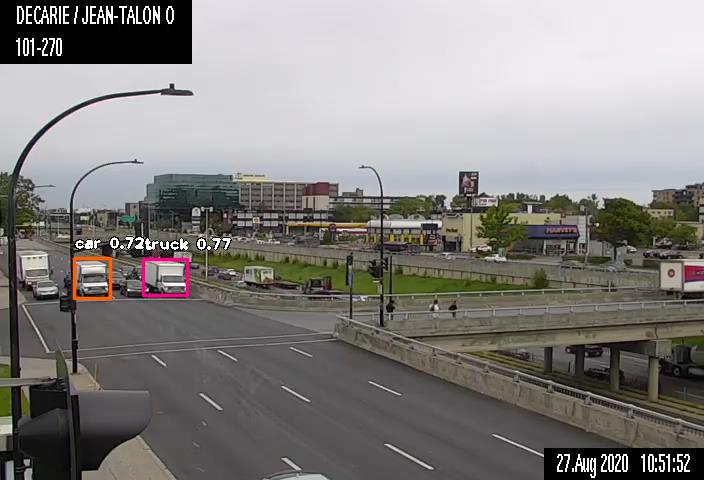 DECARIE / JEAN-TALON O
101-270
car 0.72
truck 0.77
HARVEY'S
27.Aug 2020 10:51:52